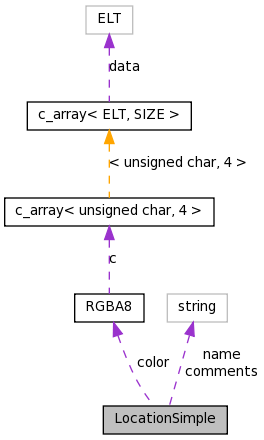 ELT
data
c_array< ELT, SIZE >
< unsigned char, 4 >
c_array< unsigned char, 4 >
c
RGBA8
string
color
name
comments
LocationSimple